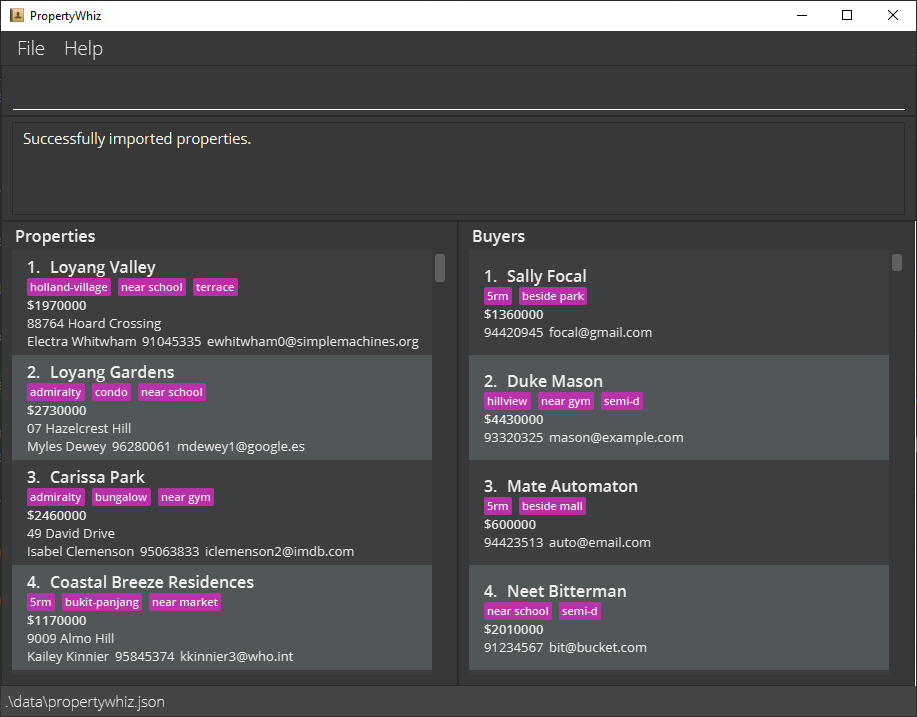 PropertyWhiz
File Help
Successfully imported properties.
Properties
1. Loyang Valley
holland-village near school terrace
$1970000
88764 Hoard Crossing
Electra Whitwham 91045335 ewhitwham0@simplemachines.org
2. Loyang Gardens
admiralty condo near school
$2730000
07 Hazelcrest Hill
Myles Dewey 96280061 mdewey1@google.es
3. Carissa Park
admiralty bungalow near gym
$2460000
49 David Drive
Isabel Clemenson 95063833 iclemenson2@imdb.com
4. Coastal Breeze Residences
5rm bukit-panjang near market
$1170000
9009 Almo Hill
Kailey Kinnier 95845374 kkinnier3@who.int
Buyers
1. Sally Focal
5rm beside park
$1360000
94420945 focal@gmail.com
2. Duke Mason
hillview near gym semi-d
$4430000
93320325 mason@example.com
3. Mate Automaton
5rm beside mall
$600000
94423513 auto@email.com
4. Neet Bitterman
near school semi-d
$2010000
91234567 bit@bucket.com
.\data\propertywhiz.json